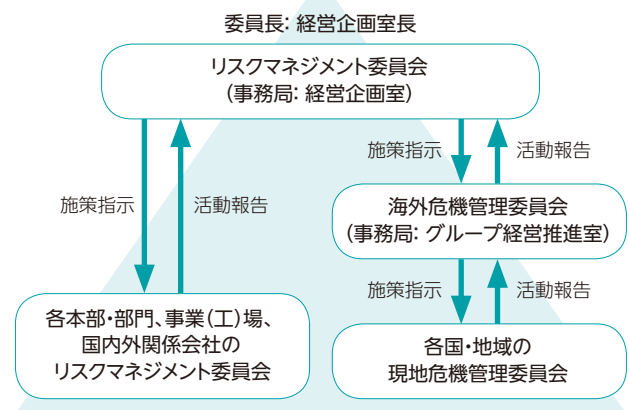 委員長：経営企画室長
リスクマネジメント委員会
（事務局：経営企画室）
施策指示
活動報告
施策指示
活動報告
海外危機管理委員会
（事務局：グループ経営推進室）
施策指示
活動報告
各本部・部門、事業（工）場、
国内外関係会社の
リスクマネジメント委員会
各国・地域の
現地危機管理委員会